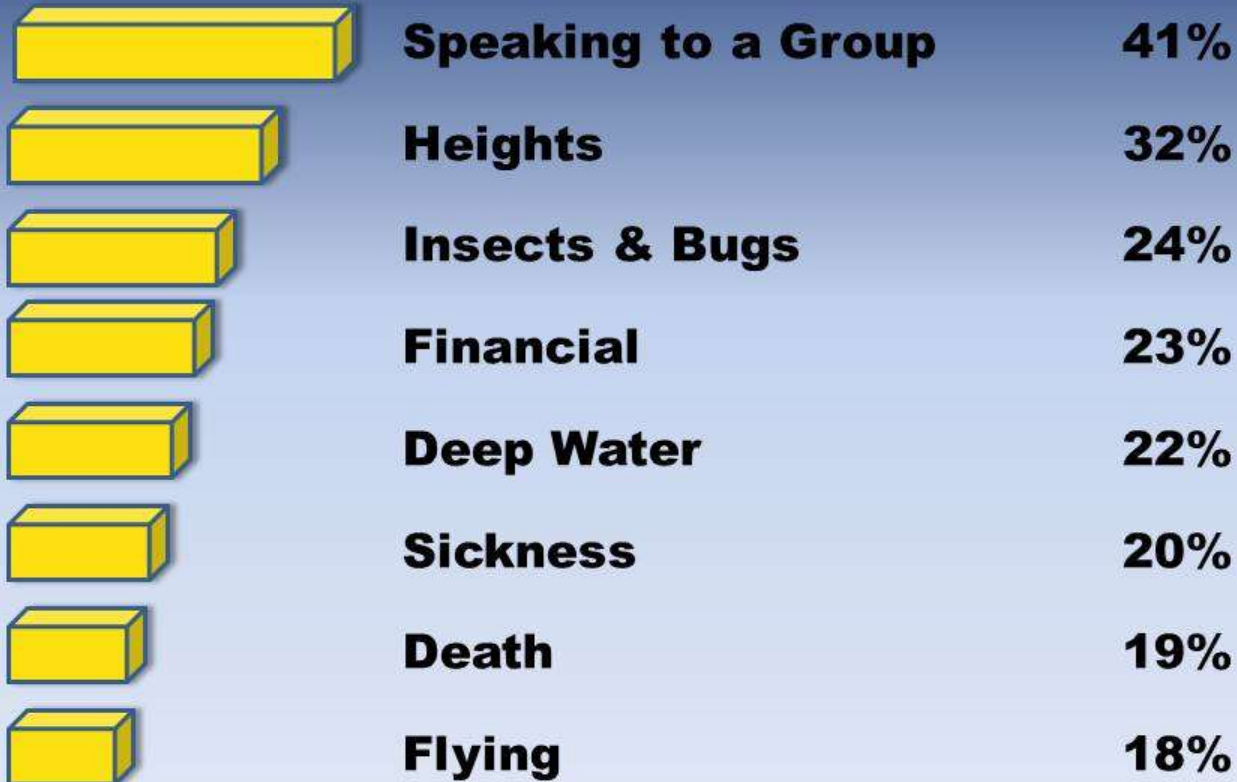 Speaking to a Group 41%
Heights 32%
Insects & Bugs 24%
Financial 23%
Deep Water 22%
Sickness 20%
Death 19%
Flying 18%